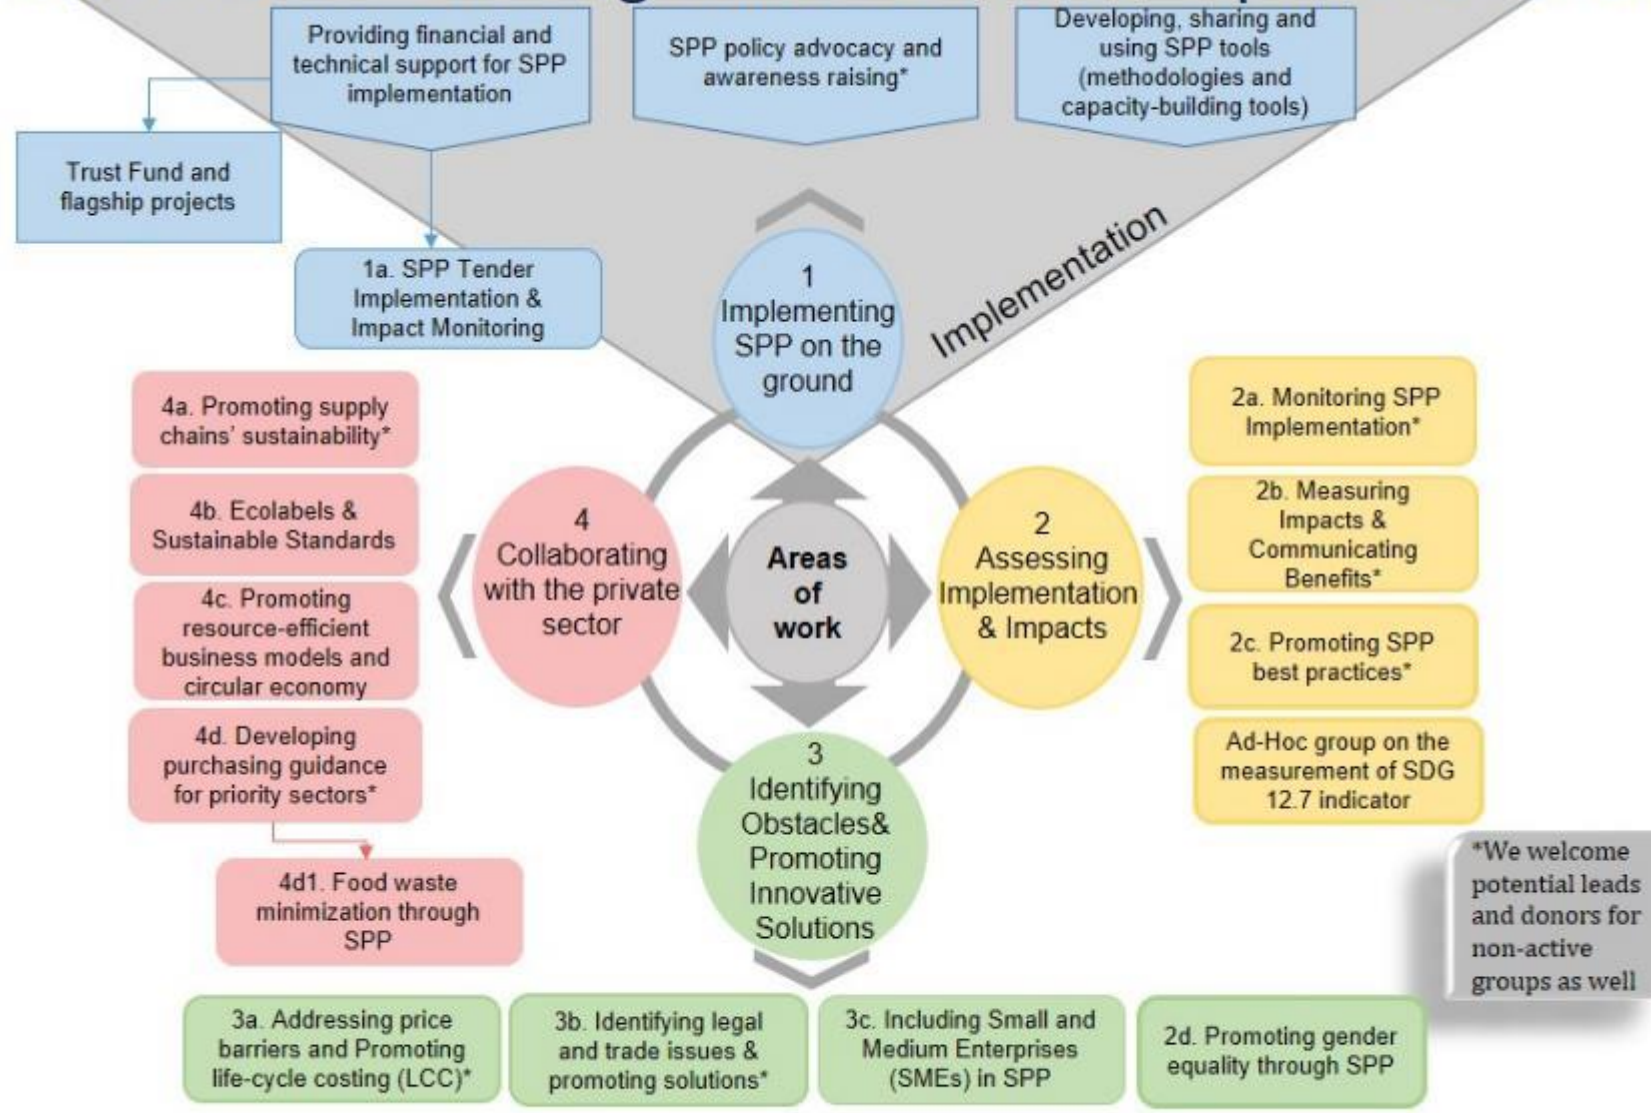 Providing financial and
technical support for SPP
implementation
SPP policy advocacy and
awareness raising*
Developing, sharing and
using SPP tools
(methodologies and
capacity-building tools)
Trust Fund and
flagship projects
1a. SPP Tender
Implementation &
Impact Monitoring
Implementation
1
Implementing
SPP on the
ground
4a. Promoting supply
chains’ sustainability*
4b. Ecolabels &
Sustainable Standards
4c. Promoting
resource-efficient
business models and
circular economy
4d. Developing
purchasing guidance
for priority sectors*
4d1. Food waste
minimization through
SPP
4
Collaborating
with the private
sector
Areas
of
work
2
Assessing
Implementation
& Impacts
2a. Monitoring SPP
Implementation*
2b. Measuring
Impacts &
Communicating
Benefits*
2c. Promoting SPP
best practices*
Ad-Hoc group on the
measurement of SDG
12.7 indicator
3
Identifying
Obstacles&
Promoting
Innovative
Solutions
*We welcome
potential leads
and donors for
non-active
groups as well
3a. Addressing price
barriers and Promoting
life-cycle costing (LCC)*
3b. Identifying legal
and trade issues &
promoting solutions*
3c. Including Small and
Medium Enterprises
(SMEs) in SPP
2d. Promoting gender
equality through SPP